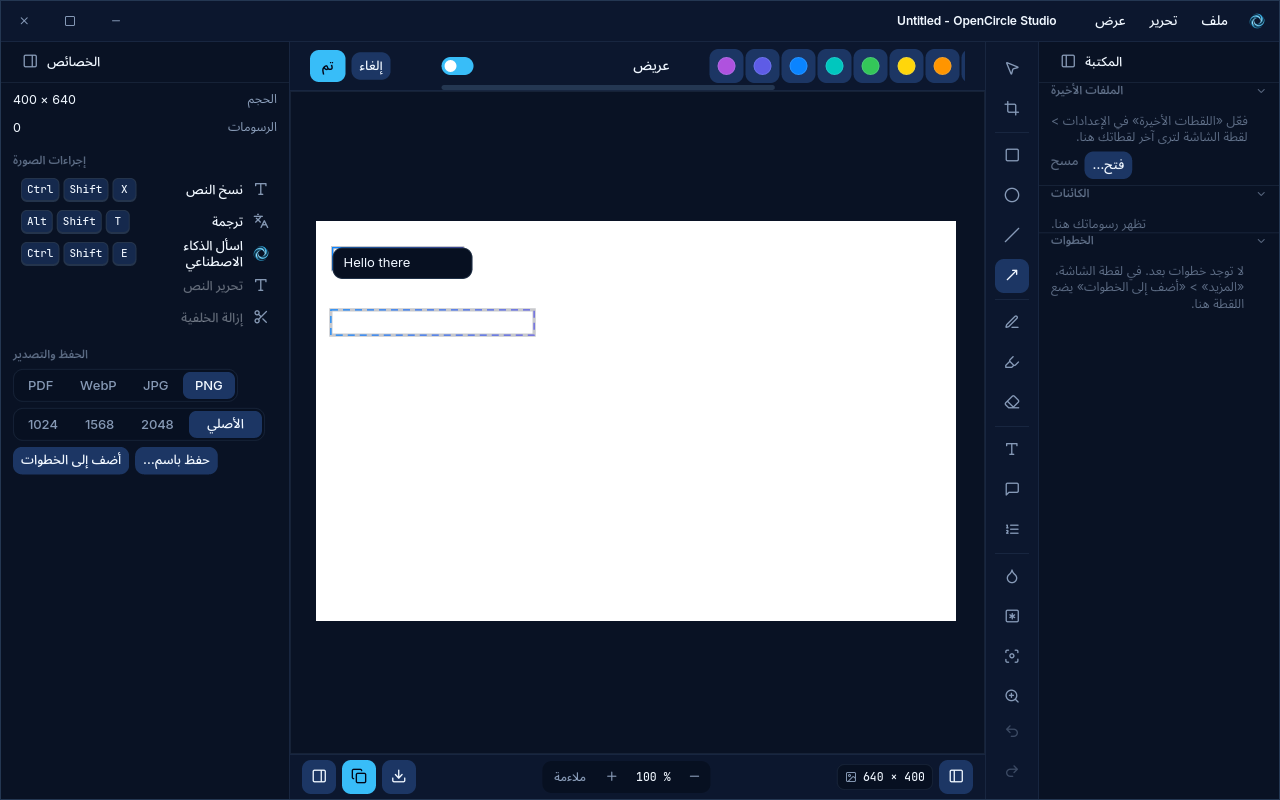 ملف
تحرير
عرض
Untitled - OpenCircle Studio
المكتبة
الملفات الأخيرة
فعّل «اللقطات الأخيرة» في الإعدادات >
لقطة الشاشة لترى آخر لقطاتك هنا.
فتح...
مسح
الكائنات
تظهر رسوماتك هنا.
الخطوات
لا توجد خطوات بعد. في لقطة الشاشة،
«المزيد» > «أضف إلى الخطوات» يضع
اللقطة هنا.
عريض
إلغاء
تم
Hello there
640 × 400
− 100 % +
ملاءمة
الخصائص
الحجم 640 × 400
الرسومات 0
إجراءات الصورة
نسخ النص Ctrl Shift X
ترجمة Alt Shift T
اسأل الذكاء
الاصطناعي Ctrl Shift E
تحرير النص
إزالة الخلفية
الحفظ والتصدير
PNG JPG WebP PDF
الأصلي 2048 1568 1024
حفظ باسم...
أضف إلى الخطوات